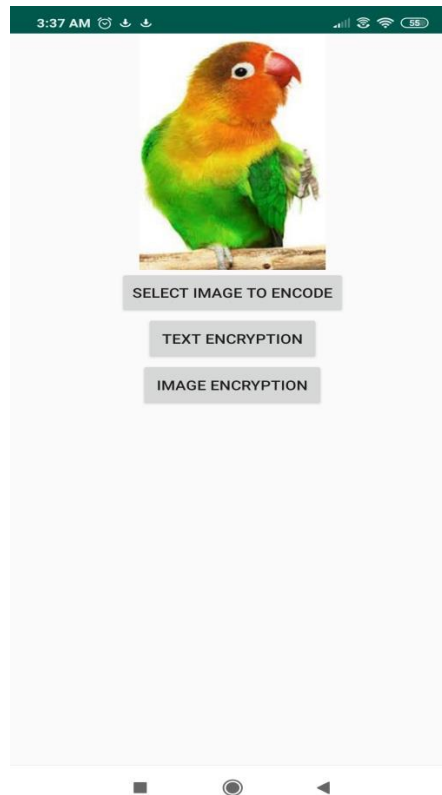 3:37 AM 55
SELECT IMAGE TO ENCODE
TEXT ENCRYPTION
IMAGE ENCRYPTION